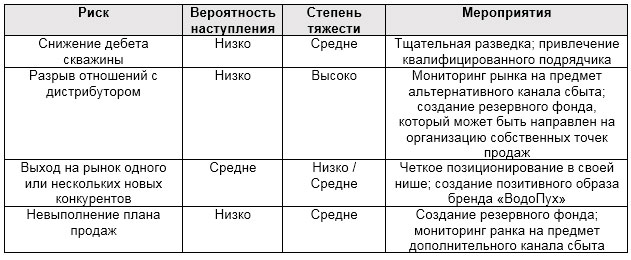 Риск Вероятность наступления Степень тяжести Мероприятия
Снижение дебета Низко Средне Тщательная разведка; привлечение
скважины квалифицированного подрядчика
Разрыв отношений с Низко Высоко Мониторинг рынка на предмет
дистрибутором альтернативного канала сбыта;
создание резервного фонда,
который может быть направлен на
организацию собственных точек
продаж
Выход на рынок одного Средне Низко / Четкое позиционирование в своей
или нескольких новых Средне нише; создание позитивного образа
конкурентов бренда «ВодоПух»
Невыполнение плана Низко Средне Создание резервного фонда;
продаж мониторинг ранка на предмет
дополнительного канала сбыта